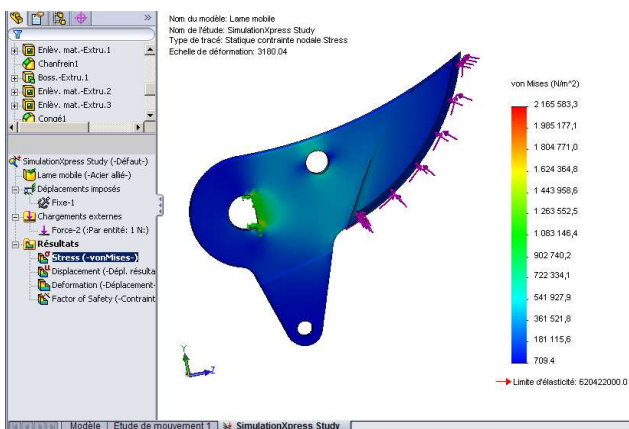 Enlèv. mat.-Extru.1
Chanfrein1
Boss.-Extru.1
Enlèv. mat.-Extru.2
Enlèv. mat.-Extru.3
Congé1
SimulationXpress Study (-Défaut-)
Lame mobile (-Acier allié-)
Déplacements imposés
Fixe-1
Chargements externes
Force-2 (:Par entité: 1 N:)
Résultats
Stress (-vonMises-)
Displacement (-Dépl. résulta
Deformation (-Déplacement-
Factor of Safety (-Contraint
Nom du modèle: Lame mobile
Nom de l'étude: SimulationXpress Study
Type de tracé: Statique contrainte nodale Stress
Echelle de déformation: 3180.04
von Mises (N/m^2)
2 165 583,3
1 985 177,1
1 804 771,0
1 624 364,8
1 443 958,6
1 263 552,5
1 083 146,4
902 740,2
722 334,1
541 927,9
361 521,8
181 115,6
709.4
Limite d'élasticité: 620422000.0
Y
Z
X
Modèle
Etude de mouvement 1
SimulationXpress Study